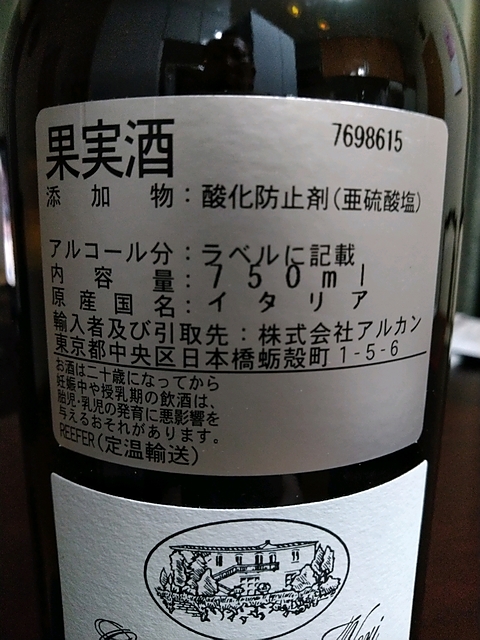 果実酒
7698615
添加物：酸化防止剤(亜硫酸塩)
アルコール分：ラベルに記載
内容量：750ml
原産国名：イタリア
輸入者及び引取先：株式会社アルカン
東京都中央区日本橋蛎殻町1-5-6
お酒は二十歳になってから
妊娠中や授乳期の飲酒は、
胎児・乳児の発育に悪影響を
与えるおそれがあります。
REEFER(定温輸送)